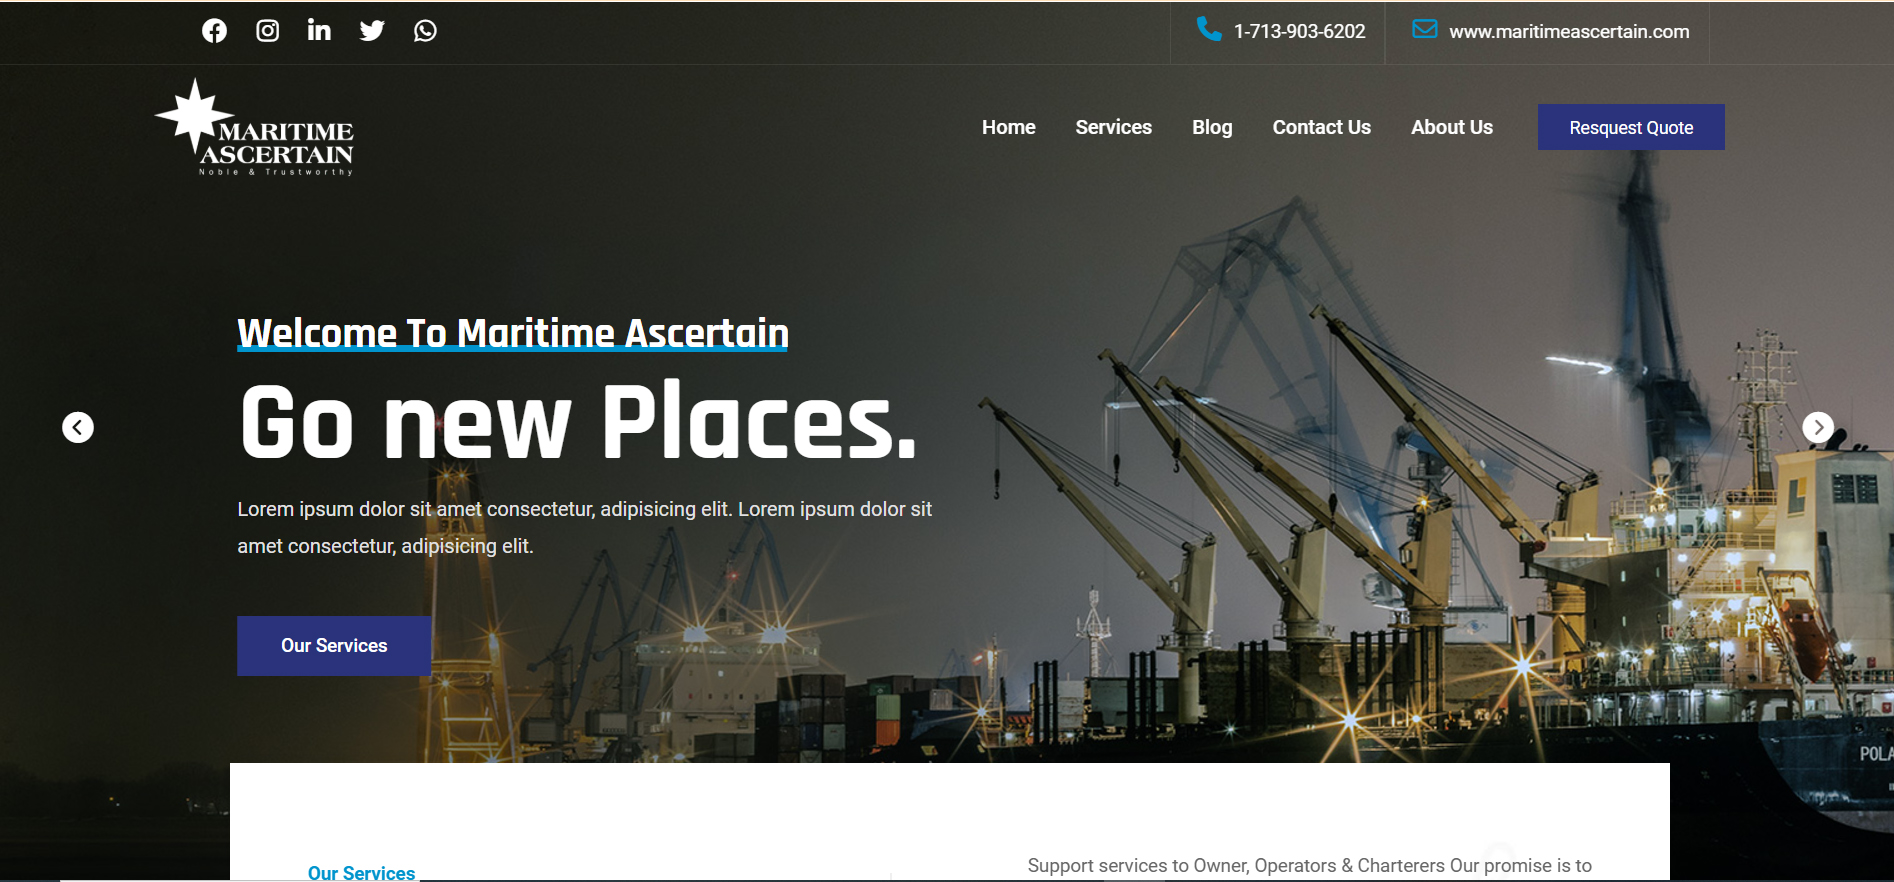 1-713-903-6202
www.maritimeascertain.com
MARITIME
ASCERTAIN
Noble & Trustworthy
Home
Services
Blog
Contact Us
About Us
Resquest Quote
Welcome To Maritime Ascertain
Go new Places.
Lorem ipsum dolor sit amet consectetur, adipisicing elit. Lorem ipsum dolor sit
amet consectetur, adipisicing elit.
Our Services
POLA
Our Services
Support services to Owner, Operators & Charterers Our promise is to